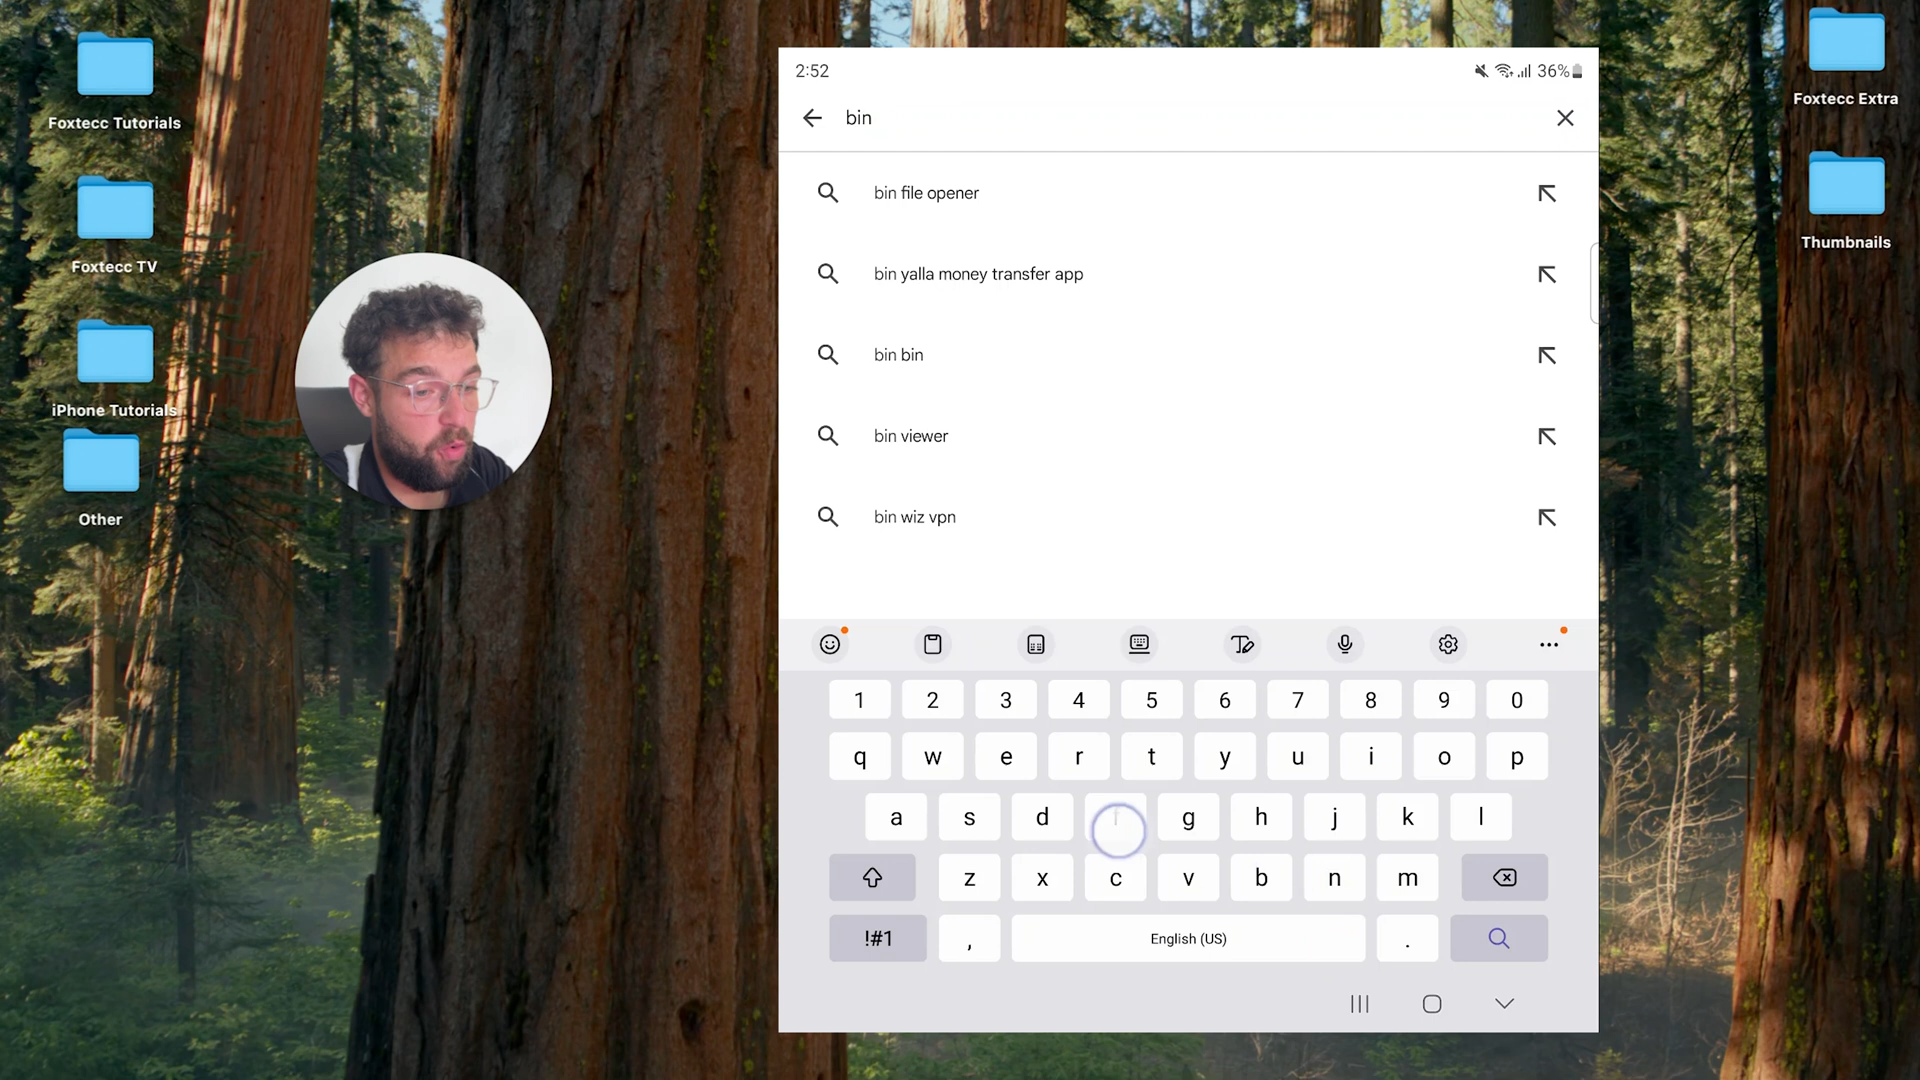 Foxtecc Tutorials
Foxtecc TV
iPhone Tutorials
Other
Foxtecc Extra
Thumbnails
2:52
36%
bin
bin file opener
bin yalla money transfer app
bin bin
bin viewer
bin wiz vpn
1 2 3 4 5 6 7 8 9 0
q w e r t y u i o p
a s d g h j k l
z x c v b n m
!#1 , English (US) .